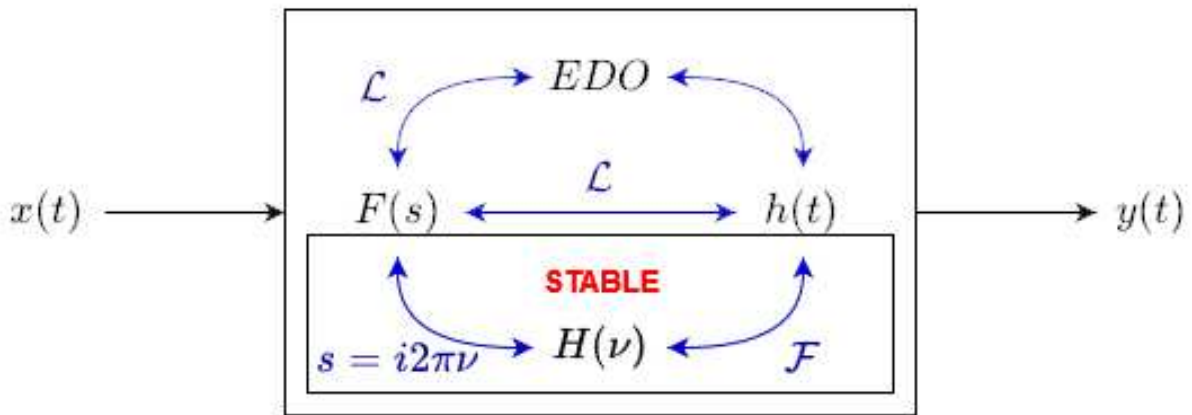 EDO
ℒ
ℒ
x(t) F(s) h(t) y(t)
STABLE
s = i2πν H(ν) ℱ